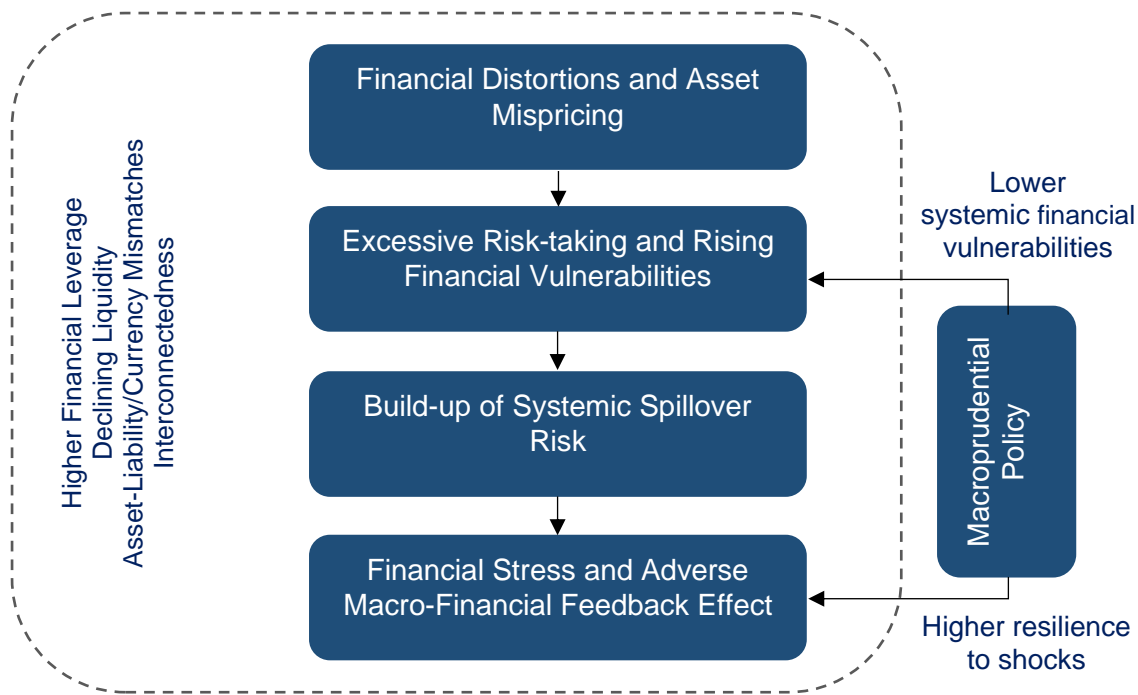 Financial Distortions and Asset
Mispricing
Excessive Risk-taking and Rising
Financial Vulnerabilities
Build-up of Systemic Spillover
Risk
Financial Stress and Adverse
Macro-Financial Feedback Effect
Higher Financial Leverage
Declining Liquidity
Asset-Liability/Currency Mismatches
Interconnectedness
Lower
systemic financial
vulnerabilities
Macroprudential
Policy
Higher resilience
to shocks